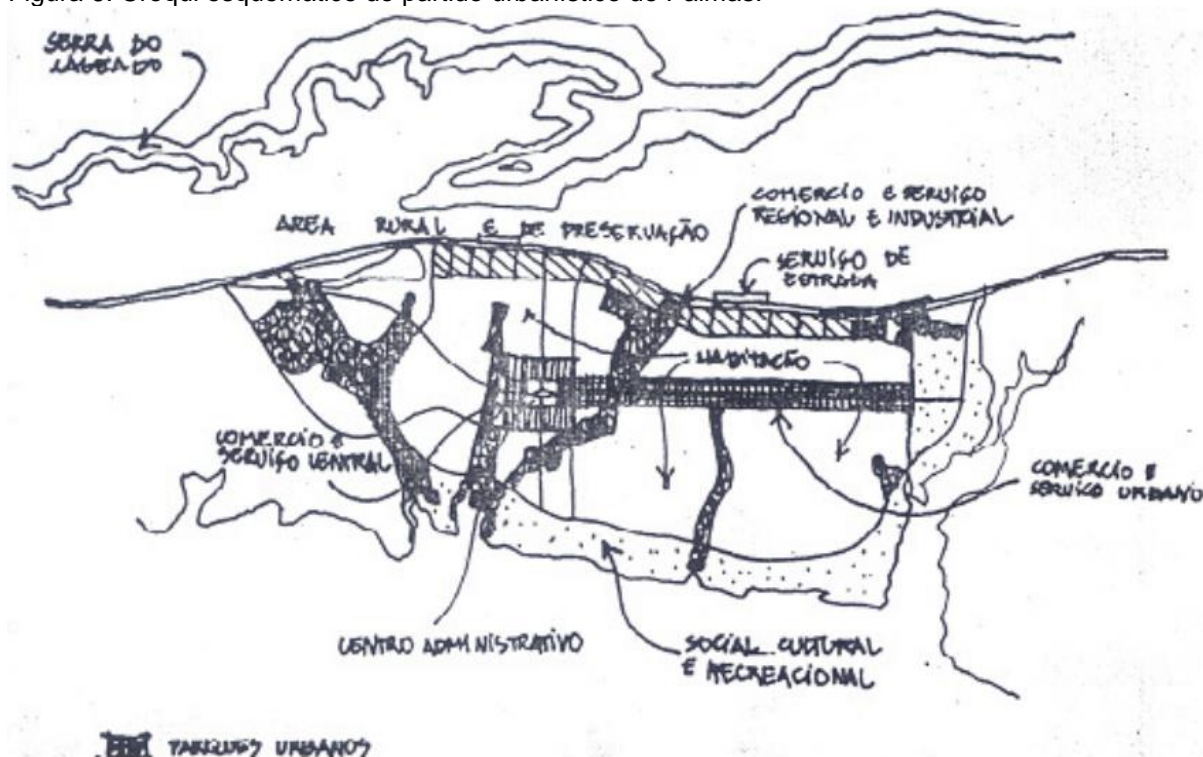 Figura 3: Croqui esquemático do partido urbanístico de Palmas.
SERRA DO
LAGEADO
AREA RURAL E DE PRESERVAÇÃO
COMERCIO E SERVIÇO
REGIONAL E INDUSTRIAL
SERVIÇO DE
ESTRADA
HABITAÇÃO
COMERCIO E
SERVIÇO CENTRAL
COMERCIO E
SERVIÇO URBANO
CENTRO ADMINISTRATIVO
SOCIAL CULTURAL
E RECREACIONAL
PARQUES URBANOS